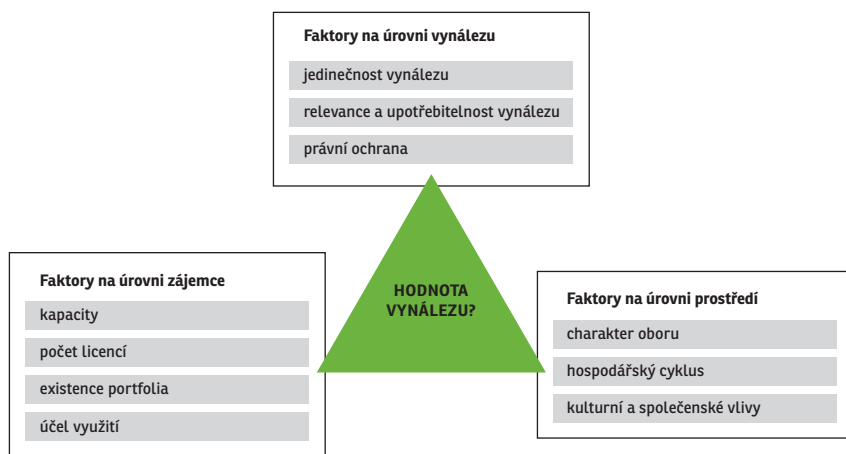 Faktory na úrovni vynálezu
jedinečnost vynálezu
relevance a upotřebitelnost vynálezu
právní ochrana
Faktory na úrovni zájemce
kapacity
počet licencí
existence portfolia
účel využití
HODNOTA
VYNÁLEZU?
Faktory na úrovni prostředí
charakter oboru
hospodářský cyklus
kulturní a společenské vlivy